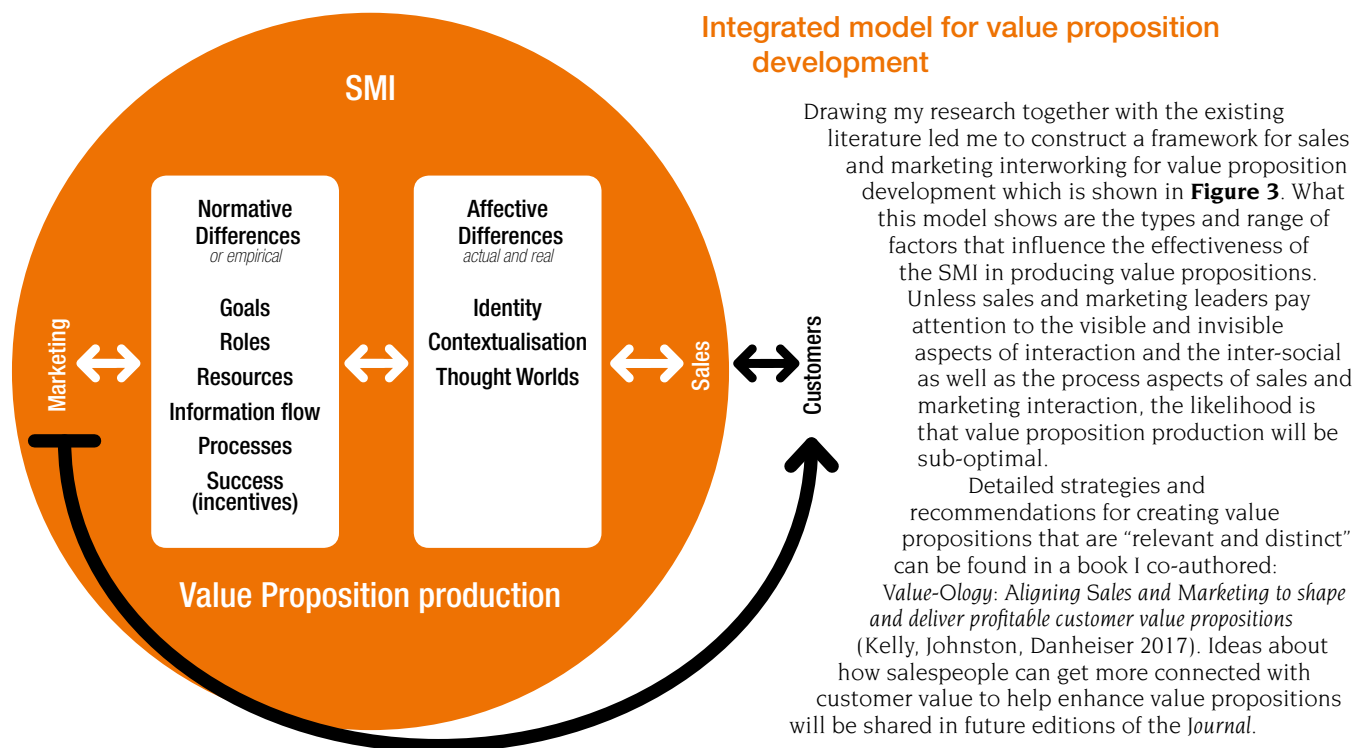 SMI
Marketing
Normative
Differences
or empirical
Goals
Roles
Resources
Information flow
Processes
Success
(incentives)
Affective
Differences
actual and real
Identity
Contextualisation
Thought Worlds
Sales
Customers
Value Proposition production
Integrated model for value proposition
development
Drawing my research together with the existing
literature led me to construct a framework for sales
and marketing interworking for value proposition
development which is shown in Figure 3. What
this model shows are the types and range of
factors that influence the effectiveness of
the SMI in producing value propositions.
Unless sales and marketing leaders pay
attention to the visible and invisible
aspects of interaction and the inter-social
as well as the process aspects of sales and
marketing interaction, the likelihood is
that value proposition production will be
sub-optimal.
Detailed strategies and
recommendations for creating value
propositions that are “relevant and distinct”
can be found in a book I co-authored:
Value-Ology: Aligning Sales and Marketing to shape
and deliver profitable customer value propositions
(Kelly, Johnston, Danheiser 2017). Ideas about
how salespeople can get more connected with
customer value to help enhance value propositions
will be shared in future editions of the Journal.